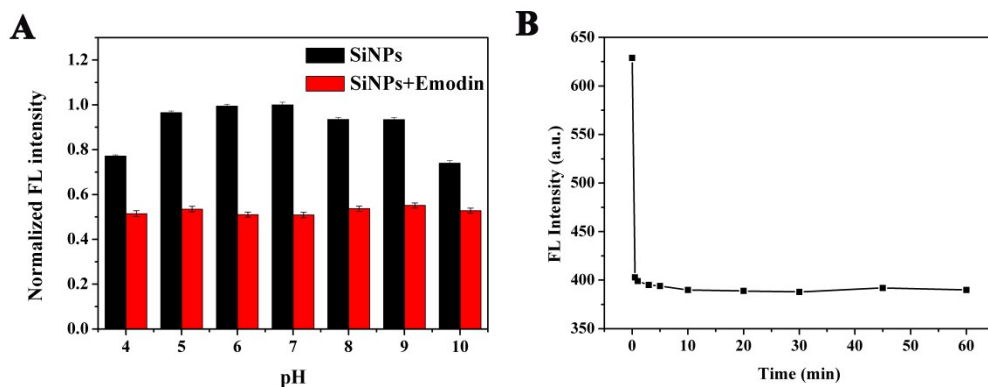 A
Normalized FL intensity
1.2
1.0
0.8
0.6
0.4
0.2
0.0
SiNPs
SiNPs+Emodin
4 5 6 7 8 9 10
pH
B
FL Intensity (a.u.)
650
600
550
500
450
400
350
0 10 20 30 40 50 60
Time (min)